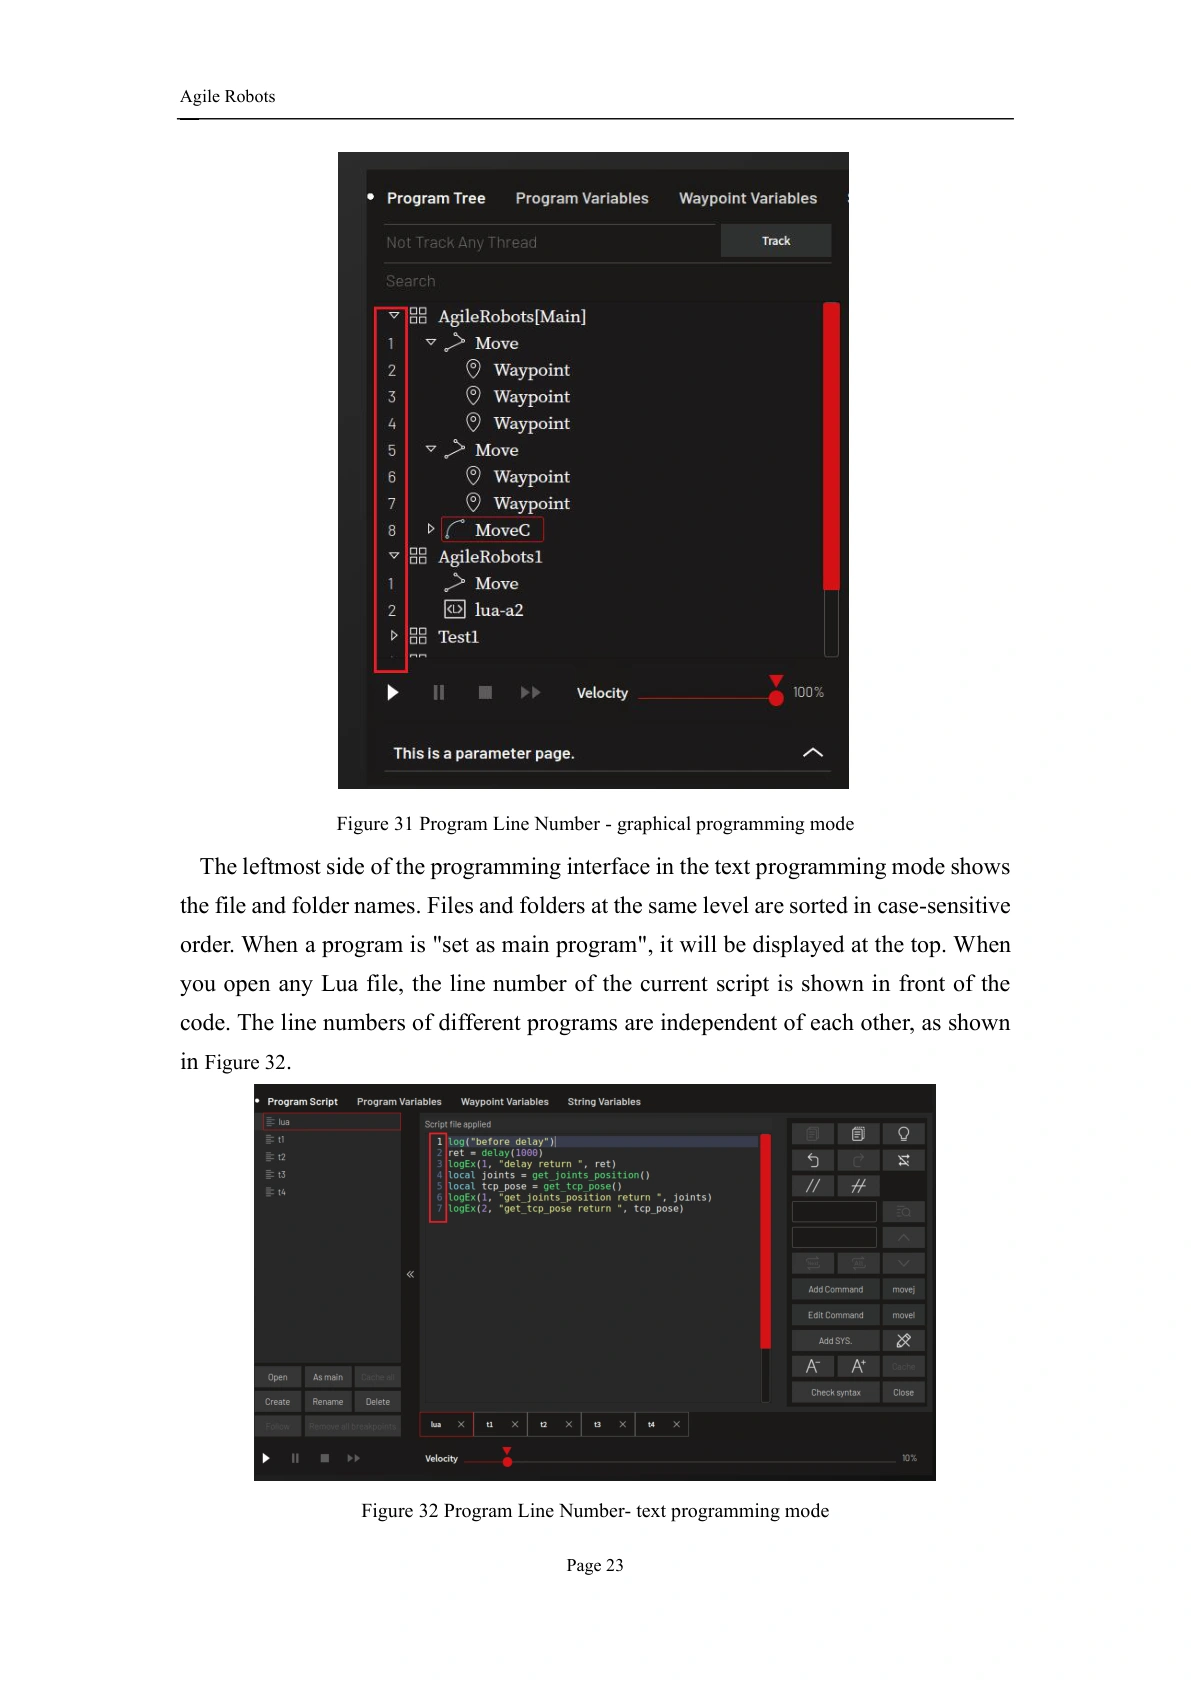 Agile Robots
Program Tree Program Variables Waypoint Variables
Not Track Any Thread Track
Search
AgileRobots[Main]
1 Move
2 Waypoint
3 Waypoint
4 Waypoint
5 Move
6 Waypoint
7 Waypoint
8 MoveC
AgileRobots1
1 Move
2 lua-a2
Test1
Velocity 100%
This is a parameter page.
Figure 31 Program Line Number - graphical programming mode
The leftmost side of the programming interface in the text programming mode shows
the file and folder names. Files and folders at the same level are sorted in case-sensitive
order. When a program is "set as main program", it will be displayed at the top. When
you open any Lua file, the line number of the current script is shown in front of the
code. The line numbers of different programs are independent of each other, as shown
in Figure 32.
Program Script Program Variables Waypoint Variables String Variables
lua
t1
t2
t3
t4
Script file applied
1 log("before delay")
2 ret = delay(1000)
3 logEx(1, "delay return ", ret)
4 local joints = get_joints_position()
5 local tcp_pose = get_tcp_pose()
6 logEx(1, "get_joints_position return ", joints)
7 logEx(2, "get_tcp_pose return ", tcp_pose)
Add Command movej
Edit Command movel
Add SYS.
A- A+ Cache
Check syntax Close
Open As main Cache all
Create Rename Delete
Follow Remove all breakpoints
lua t1 t2 t3 t4
Velocity 10%
Figure 32 Program Line Number- text programming mode
Page 23